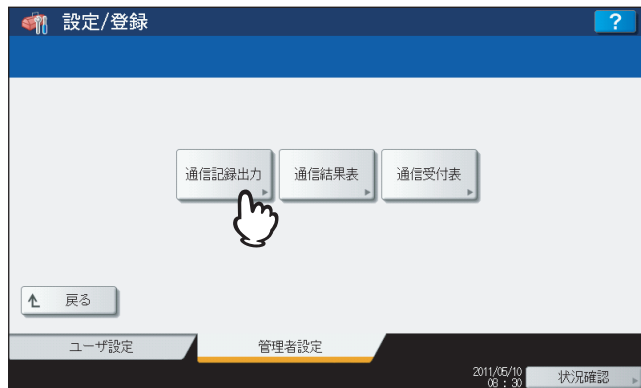 設定/登録
?
通信記録出力
通信結果表
通信受付表
戻る
ユーザ設定
管理者設定
2011/05/10
08 : 30
状況確認